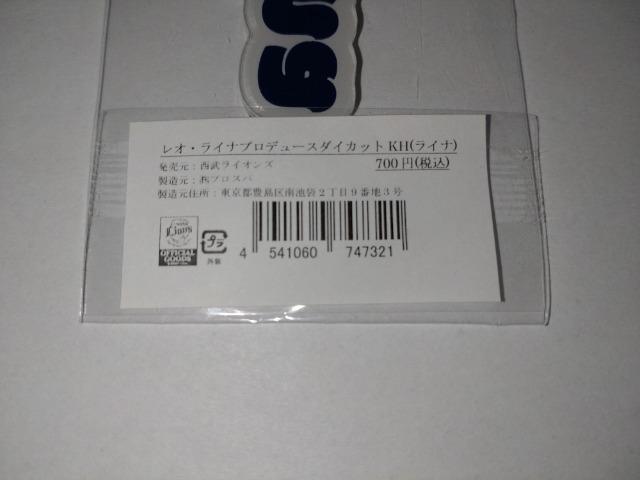 レオ・ライナプロデュースダイカットKH(ライナ)
発売元：西武ライオンズ 700円(税込)
製造元：㈱プロスパ
製造元住所：東京都豊島区南池袋2丁目9番地3号
Lions
OFFICIAL
GOODS
プラ
外装
4 541060 747321